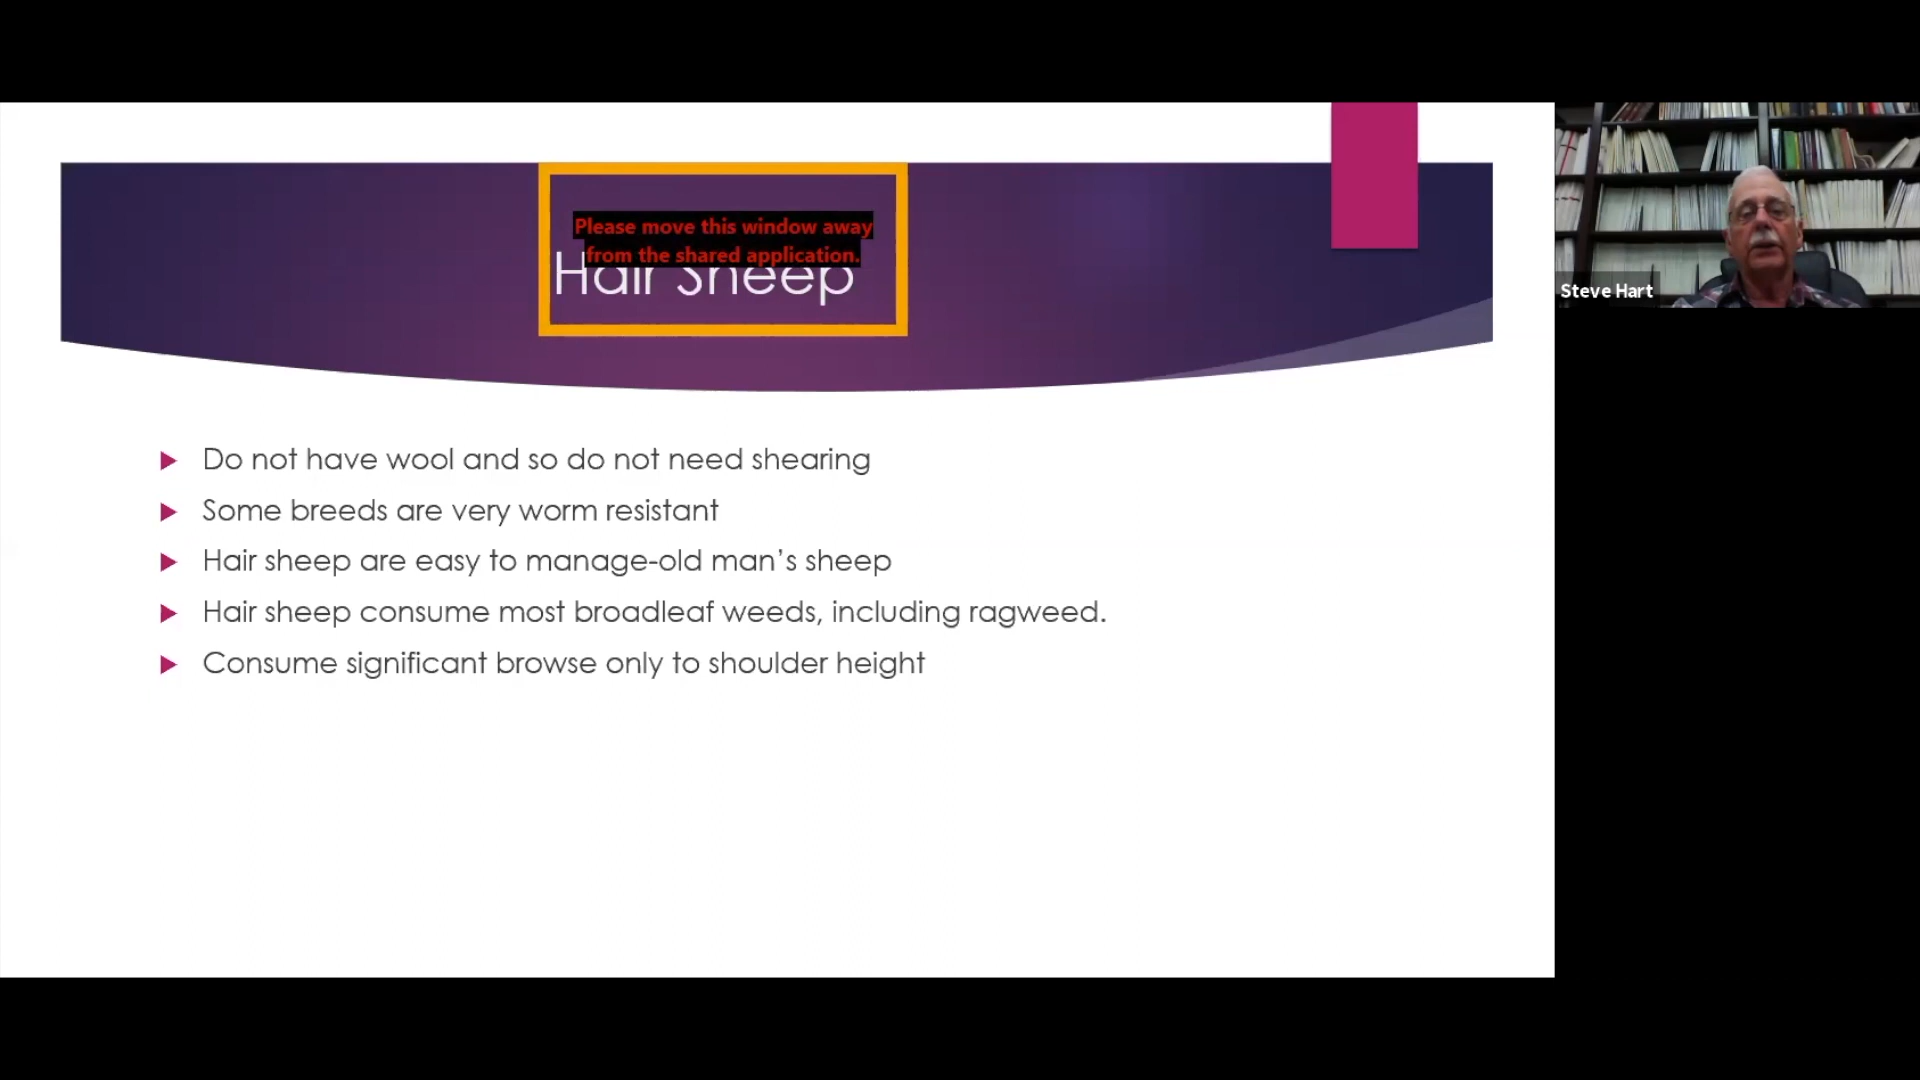 Please move this window away
from the shared application.
Hair Sheep
Do not have wool and so do not need shearing
Some breeds are very worm resistant
Hair sheep are easy to manage-old man’s sheep
Hair sheep consume most broadleaf weeds, including ragweed.
Consume significant browse only to shoulder height
Steve Hart